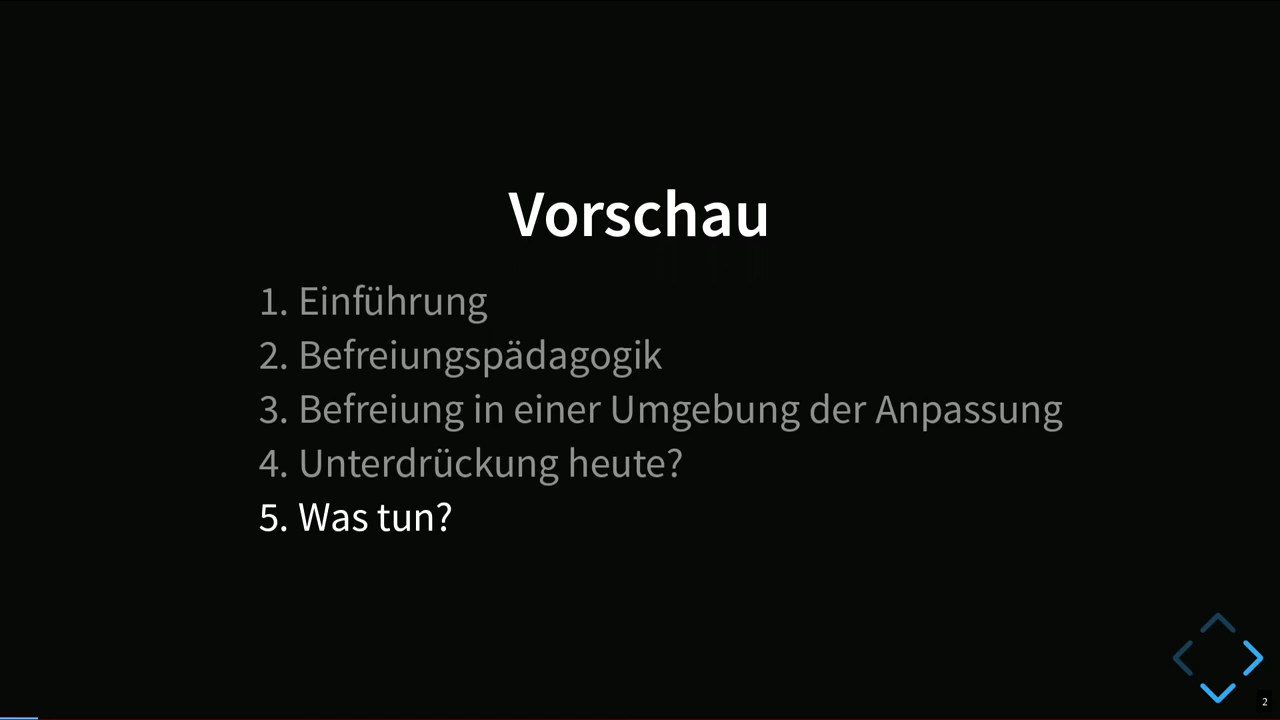 Vorschau
1. Einführung
2. Befreiungspädagogik
3. Befreiung in einer Umgebung der Anpassung
4. Unterdrückung heute?
5. Was tun?
2